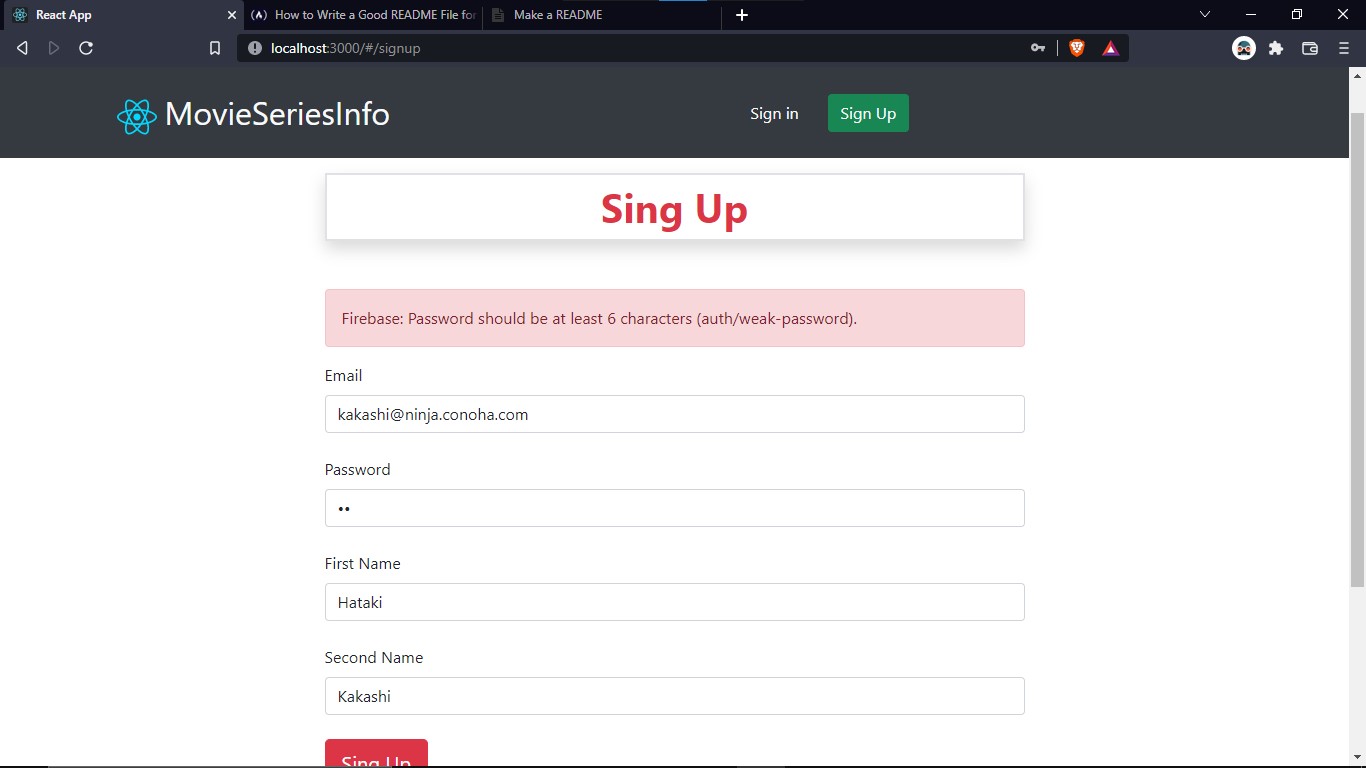 React App
How to Write a Good README File for
Make a README
localhost:3000/#/signup
MovieSeriesInfo
Sign in
Sign Up
Sing Up
Firebase: Password should be at least 6 characters (auth/weak-password).
Email
kakashi@ninja.conoha.com
Password
••
First Name
Hataki
Second Name
Kakashi
Sing Up